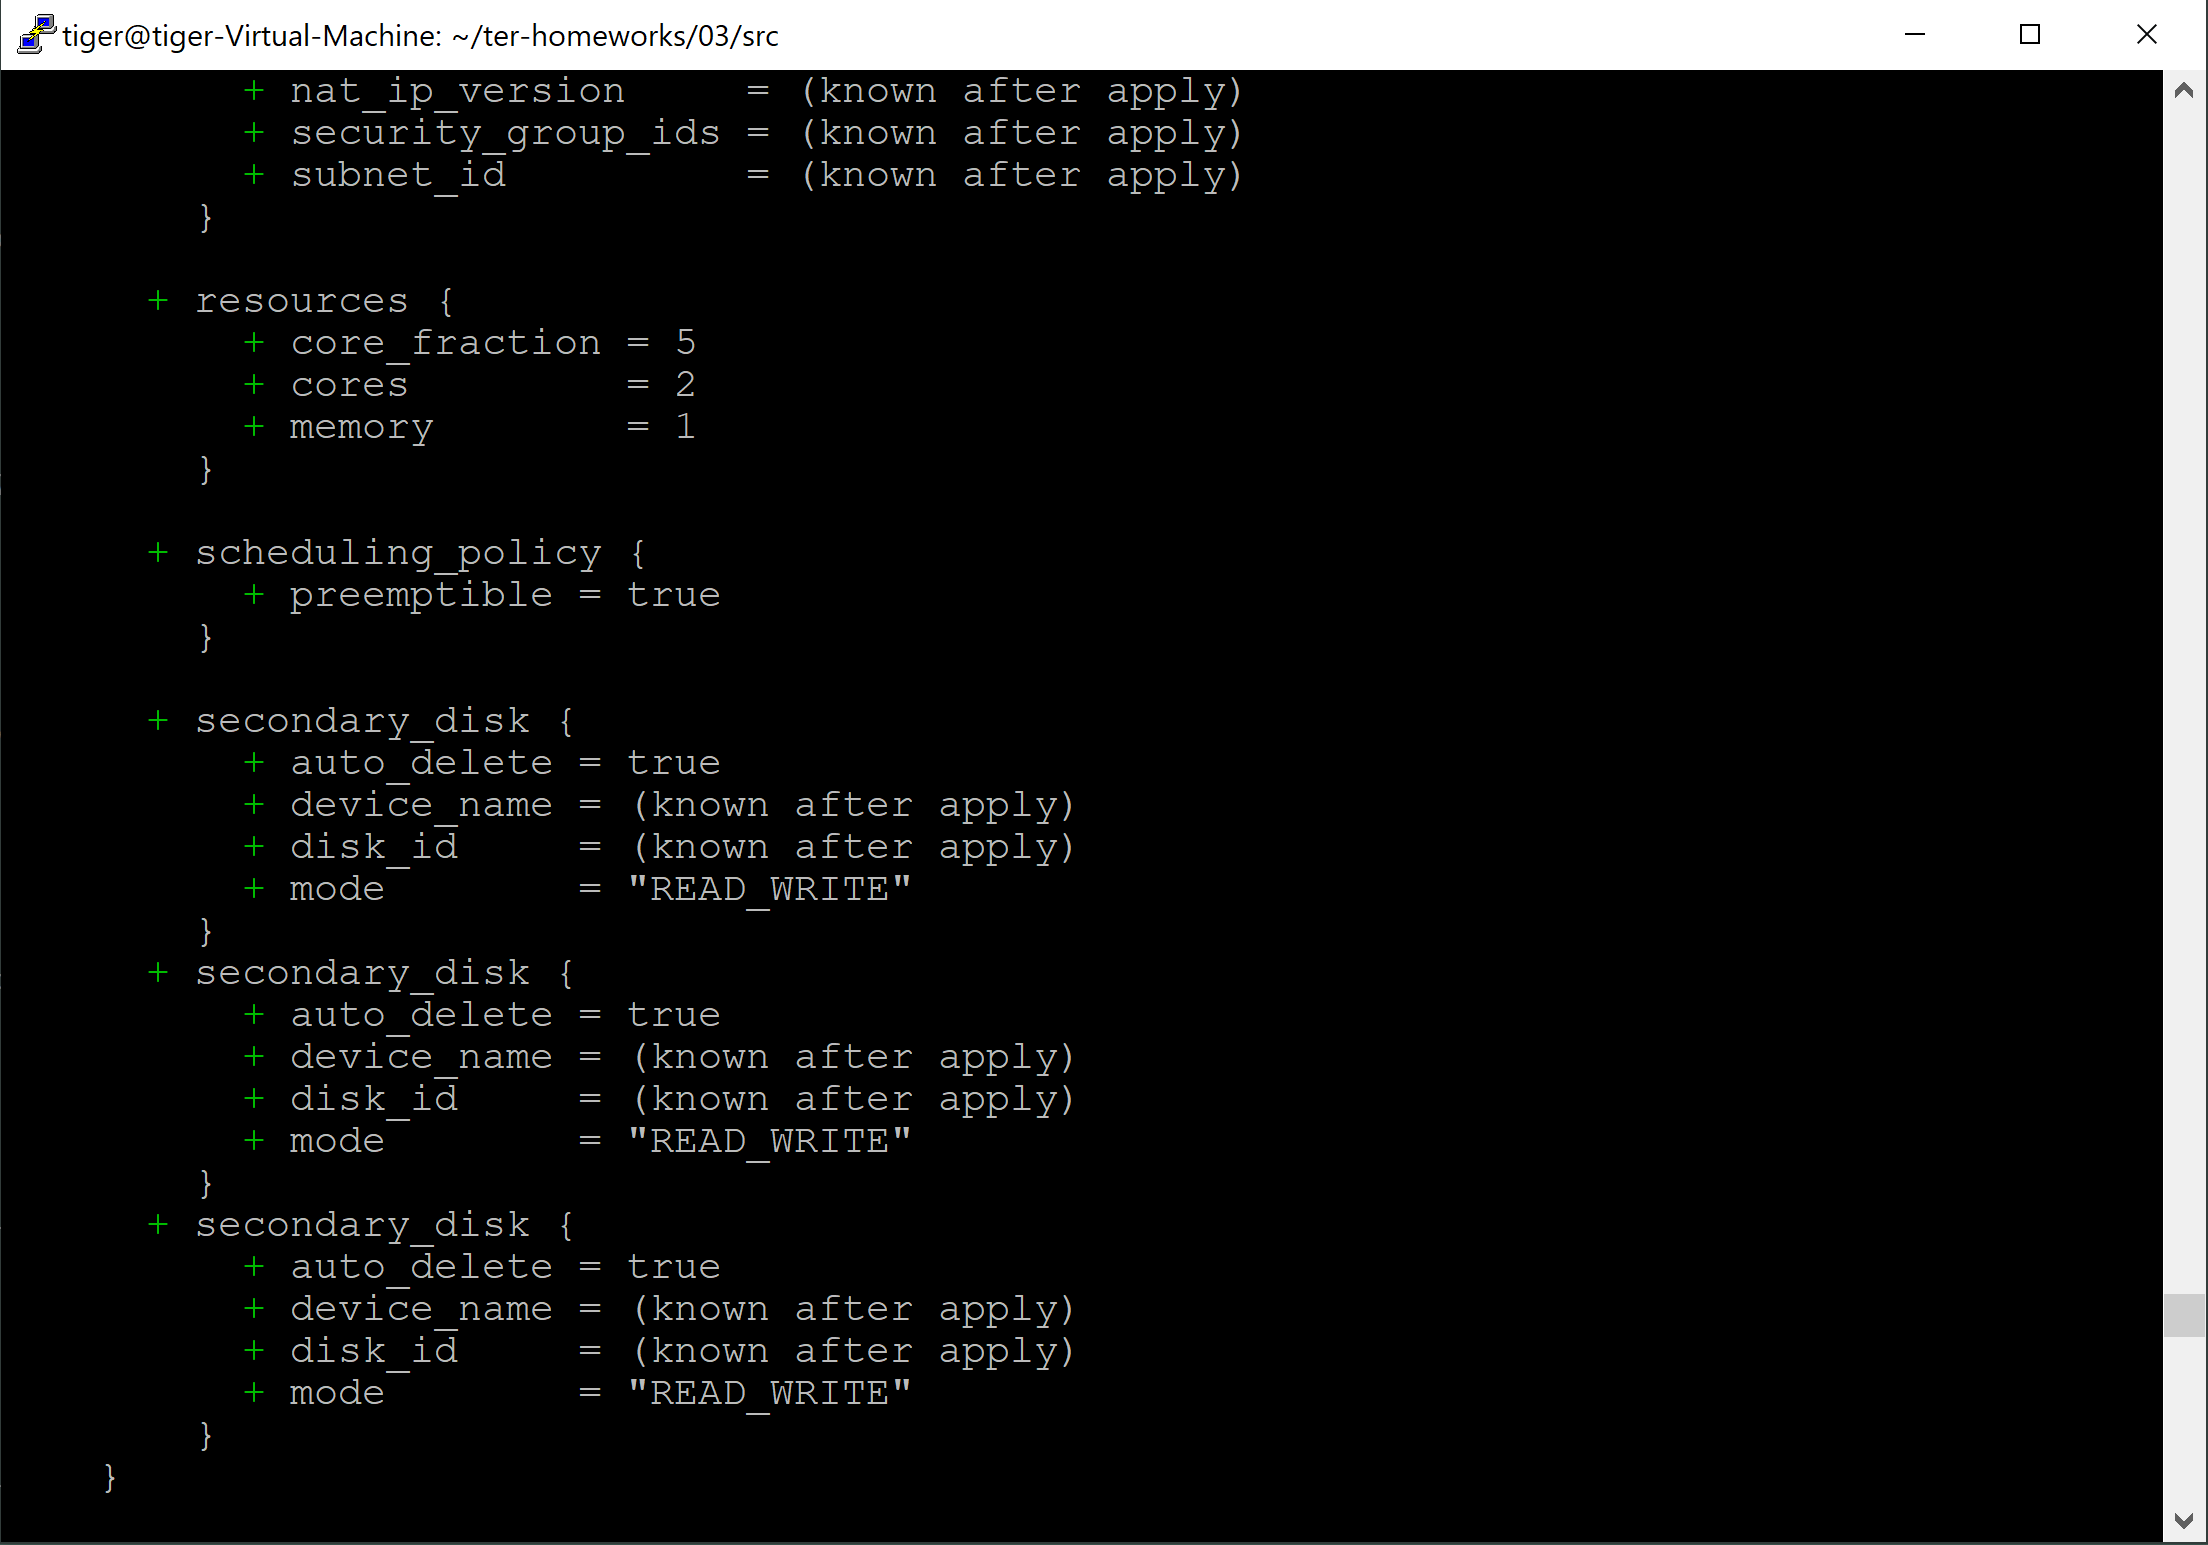 tiger@tiger-Virtual-Machine: ~/ter-homeworks/03/src
+ nat_ip_version     = (known after apply)
+ security_group_ids = (known after apply)
+ subnet_id          = (known after apply)
}
+ resources {
+ core_fraction = 5
+ cores         = 2
+ memory        = 1
}
+ scheduling_policy {
+ preemptible = true
}
+ secondary_disk {
+ auto_delete = true
+ device_name = (known after apply)
+ disk_id     = (known after apply)
+ mode        = "READ_WRITE"
}
+ secondary_disk {
+ auto_delete = true
+ device_name = (known after apply)
+ disk_id     = (known after apply)
+ mode        = "READ_WRITE"
}
+ secondary_disk {
+ auto_delete = true
+ device_name = (known after apply)
+ disk_id     = (known after apply)
+ mode        = "READ_WRITE"
}
}